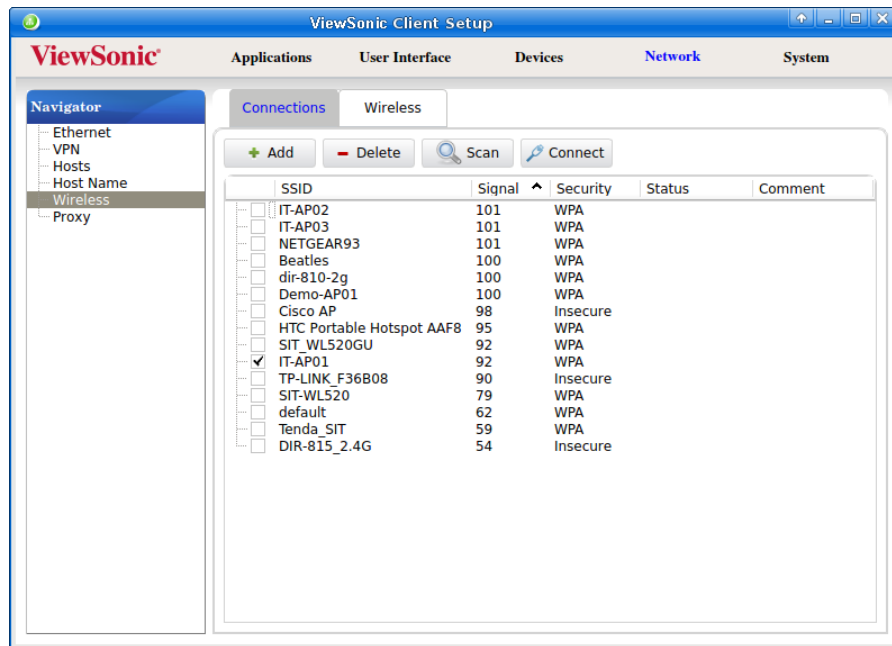 ViewSonic Client Setup
ViewSonic®
Applications
User Interface
Devices
Network
System
Navigator
Ethernet
VPN
Hosts
Host Name
Wireless
Proxy
Connections
Wireless
Add
Delete
Scan
Connect
SSID Signal Security Status Comment
IT-AP02 101 WPA
IT-AP03 101 WPA
NETGEAR93 101 WPA
Beatles 100 WPA
dir-810-2g 100 WPA
Demo-AP01 100 WPA
Cisco AP 98 Insecure
HTC Portable Hotspot AAF8 95 WPA
SIT_WL520GU 92 WPA
IT-AP01 92 WPA
TP-LINK_F36B08 90 Insecure
SIT-WL520 79 WPA
default 62 WPA
Tenda_SIT 59 WPA
DIR-815_2.4G 54 Insecure